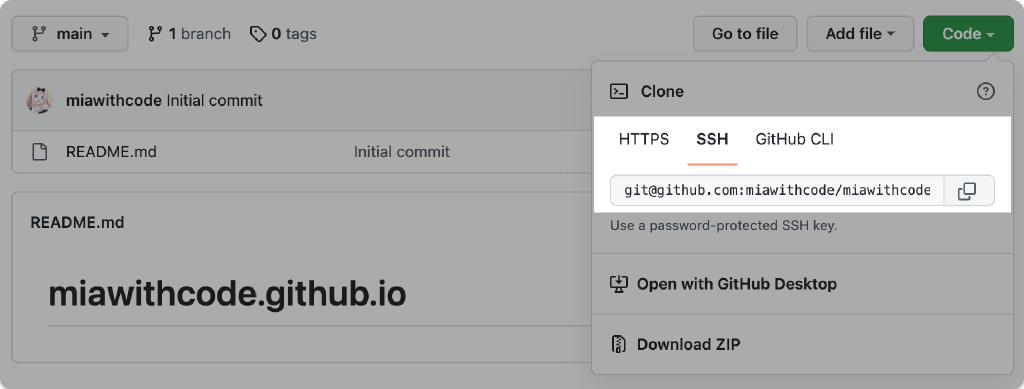 main
1 branch
0 tags
Go to file
Add file
Code
miawithcode Initial commit
README.md
Initial commit
README.md
miawithcode.github.io
Clone
HTTPS
SSH
GitHub CLI
git@github.com:miawithcode/miawithcode
Use a password-protected SSH key.
Open with GitHub Desktop
Download ZIP